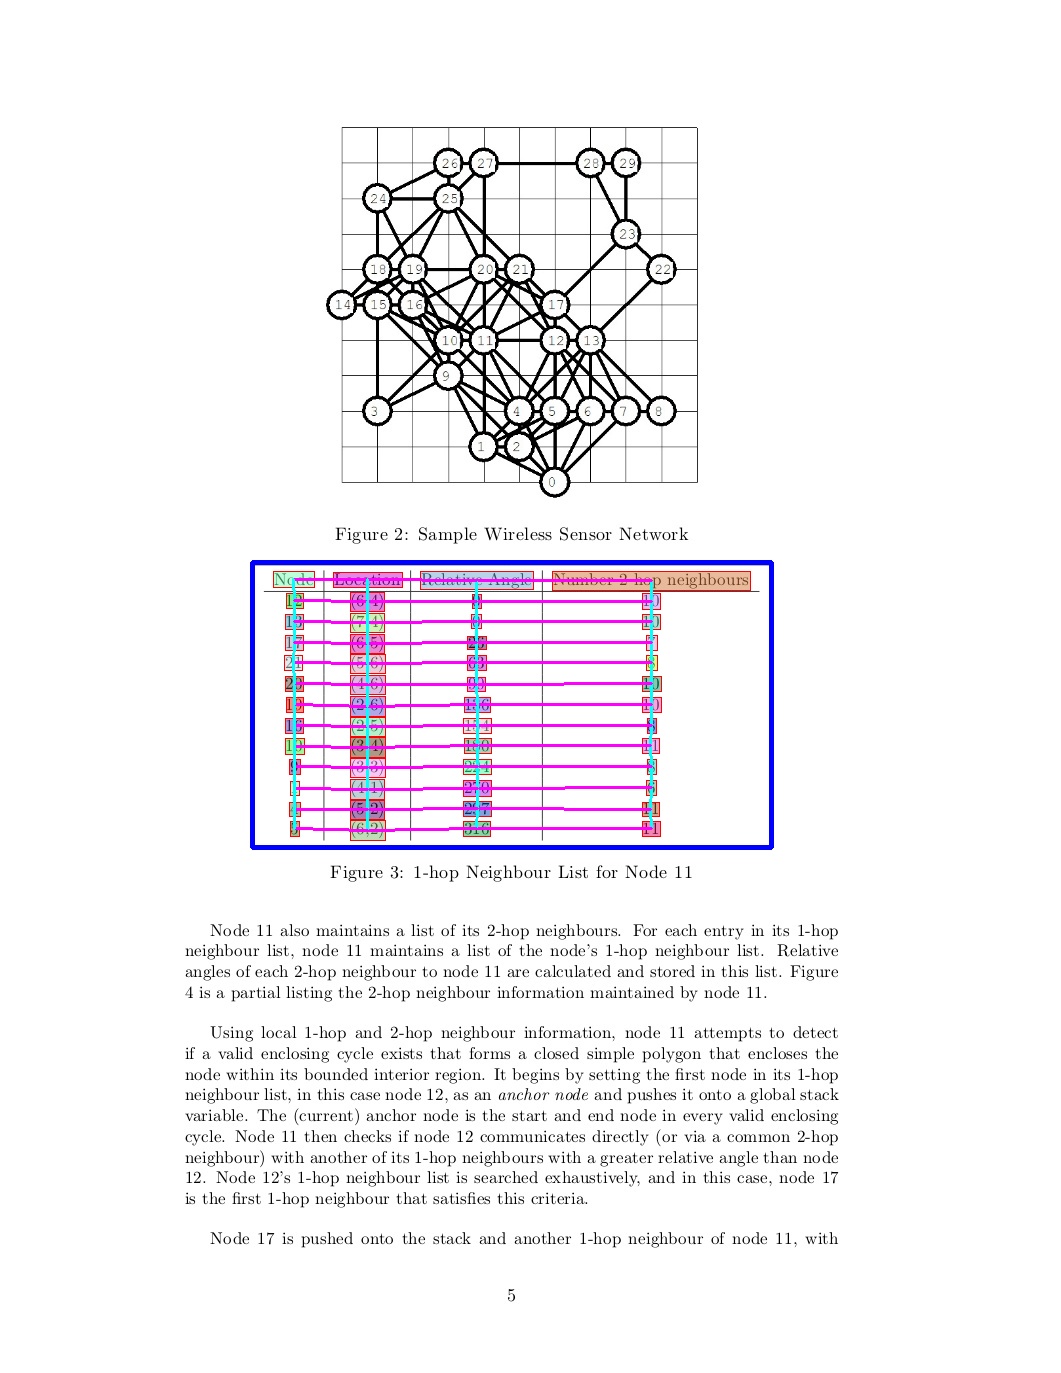 26 27 28 29
24 25
23
18 19 20 21 22
14 15 16 17
10 11 12 13
9
3 4 5 6 7 8
1 2
0
Figure 2: Sample Wireless Sensor Network
Node Location Relative Angle Number 2-hop neighbours
12 (6,4) 10
13 (7,4) 10
17 (6,5) 26
21 (5,6) 63 8
20 (4,6) 90 10
19 (2,6) 136 10
16 (2,5) 154 8
10 (3,4) 180 11
9 (3,3) 224 8
(4,1) 270
4 (5,2) 297 11
5 (6,2) 316 11
Figure 3: 1-hop Neighbour List for Node 11
Node 11 also maintains a list of its 2-hop neighbours. For each entry in its 1-hop
neighbour list, node 11 maintains a list of the node's 1-hop neighbour list. Relative
angles of each 2-hop neighbour to node 11 are calculated and stored in this list. Figure
4 is a partial listing the 2-hop neighbour information maintained by node 11.
Using local 1-hop and 2-hop neighbour information, node 11 attempts to detect
if a valid enclosing cycle exists that forms a closed simple polygon that encloses the
node within its bounded interior region. It begins by setting the first node in its 1-hop
neighbour list, in this case node 12, as an anchor node and pushes it onto a global stack
variable. The (current) anchor node is the start and end node in every valid enclosing
cycle. Node 11 then checks if node 12 communicates directly (or via a common 2-hop
neighbour) with another of its 1-hop neighbours with a greater relative angle than node
12. Node 12's 1-hop neighbour list is searched exhaustively, and in this case, node 17
is the first 1-hop neighbour that satisfies this criteria.
Node 17 is pushed onto the stack and another 1-hop neighbour of node 11, with
5